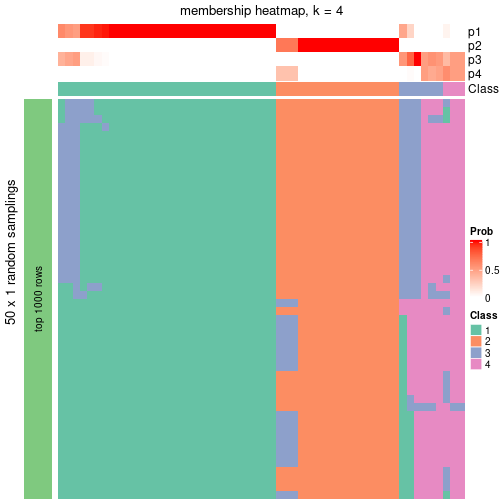 membership heatmap, k = 4
p1
p2
p3
p4
Class
50 x 1 random samplings
top 1000 rows
Prob
1
0.5
0
Class
1
2
3
4